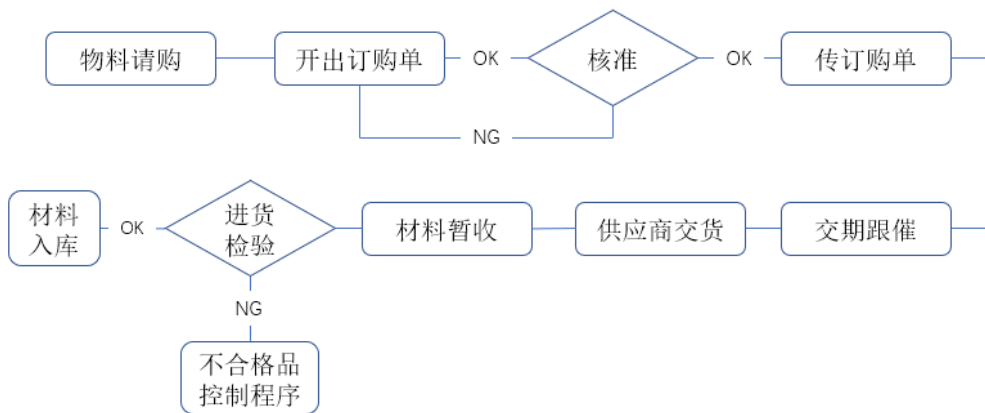 物料请购
开出订购单
OK
核准
OK
传订购单
NG
材料
入库
OK
进货
检验
材料暂收
供应商交货
交期跟催
NG
不合格品
控制程序